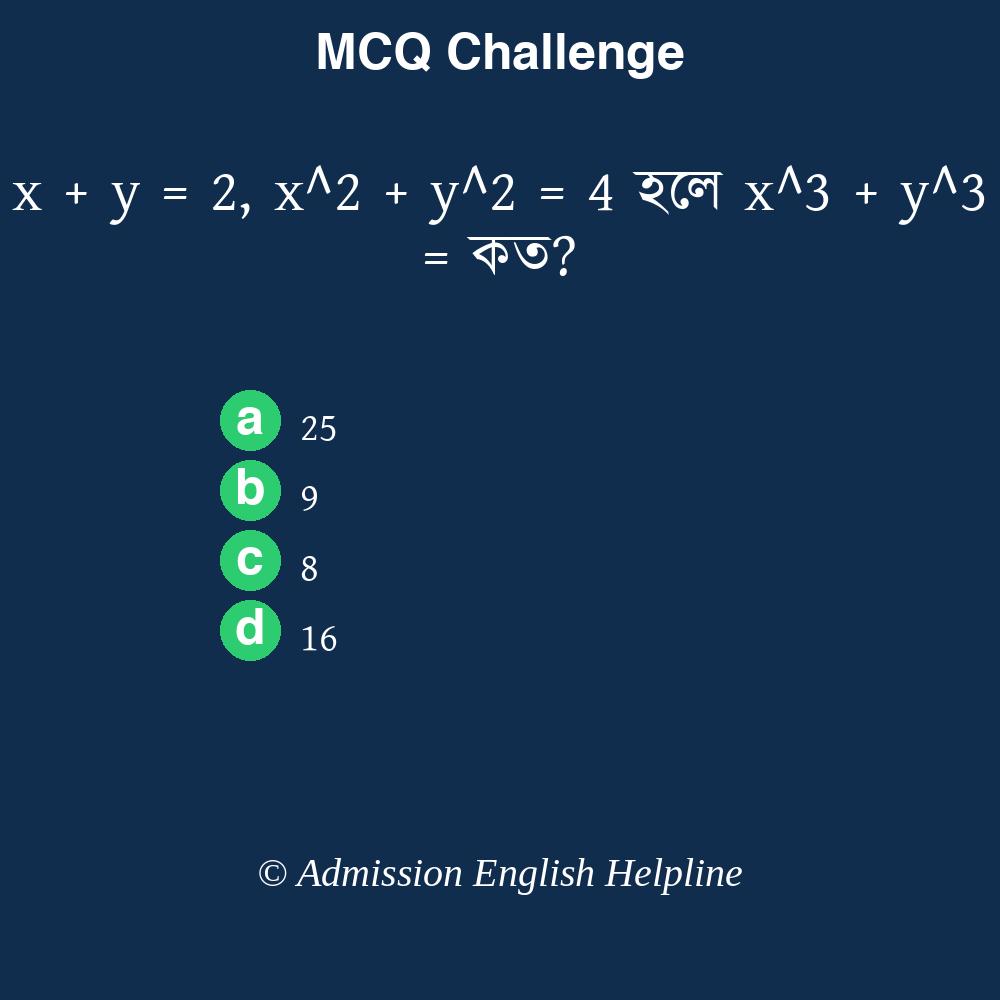 MCQ Challenge
x + y = 2, x^2 + y^2 = 4 হলে x^3 + y^3
= কত?
a 25
b 9
c 8
d 16
© Admission English Helpline